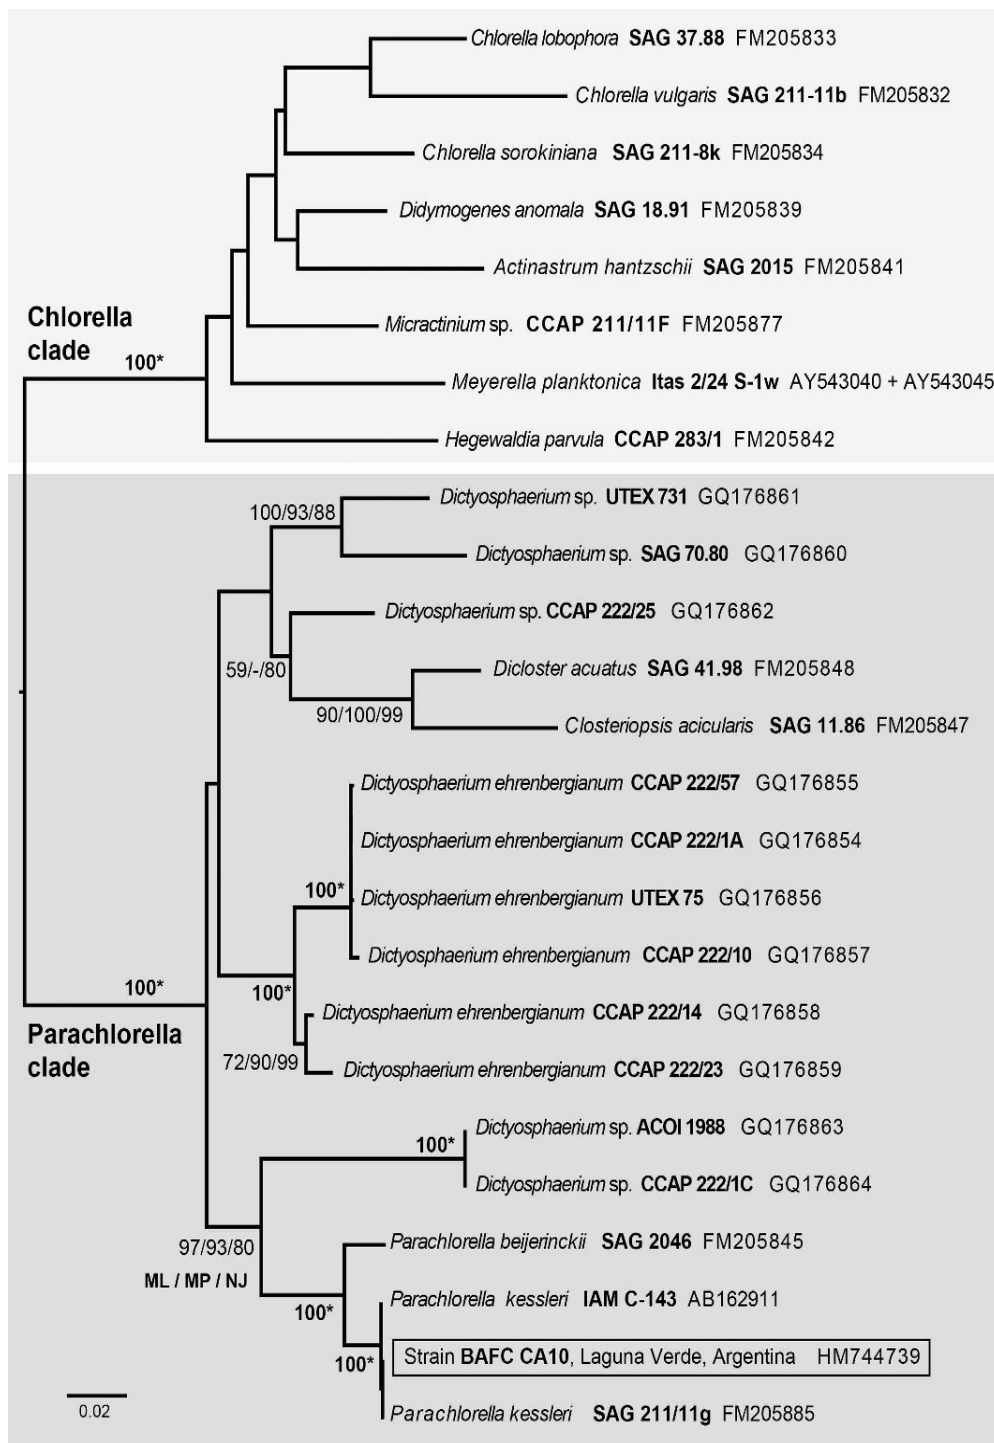 Chlorella lobophora SAG 37.88 FM205833
Chlorella vulgaris SAG 211-11b FM205832
Chlorella sorokiniana SAG 211-8k FM205834
Didymogenes anomala SAG 18.91 FM205839
Actinastrum hantzschii SAG 2015 FM205841
Chlorella
clade
Micractinium sp. CCAP 211/11F FM205877
100*
Meyerella planktonica Itas 2/24 S-1w AY543040 + AY543045
Hegewaldia parvula CCAP 283/1 FM205842
Dictyosphaerium sp. UTEX 731 GQ176861
100/93/88
Dictyosphaerium sp. SAG 70.80 GQ176860
Dictyosphaerium sp. CCAP 222/25 GQ176862
59/-/80
Dicloster acuatus SAG 41.98 FM205848
90/100/99
Closteriopsis acicularis SAG 11.86 FM205847
Dictyosphaerium ehrenbergianum CCAP 222/57 GQ176855
Dictyosphaerium ehrenbergianum CCAP 222/1A GQ176854
100*
Dictyosphaerium ehrenbergianum UTEX 75 GQ176856
Dictyosphaerium ehrenbergianum CCAP 222/10 GQ176857
100*
100*
Dictyosphaerium ehrenbergianum CCAP 222/14 GQ176858
Parachlorella
clade
72/90/99
Dictyosphaerium ehrenbergianum CCAP 222/23 GQ176859
Dictyosphaerium sp. ACOI 1988 GQ176863
100*
Dictyosphaerium sp. CCAP 222/1C GQ176864
97/93/80
Parachlorella beijerinckii SAG 2046 FM205845
ML / MP / NJ
100*
Parachlorella kessleri IAM C-143 AB162911
100*
Strain BAFC CA10, Laguna Verde, Argentina HM744739
Parachlorella kessleri SAG 211/11g FM205885
0.02